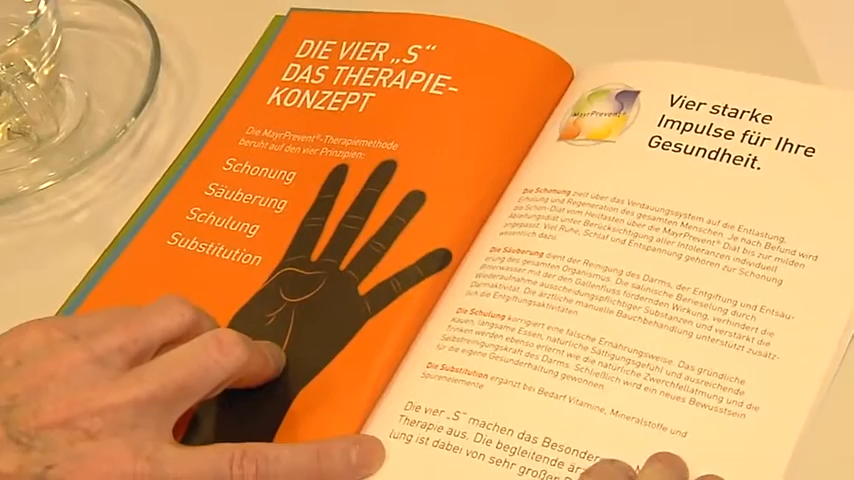 DIE VIER „S“
DAS THERAPIE-
KONZEPT
Die MayrPrevent®-Therapiemethode
beruht auf den vier Prinzipien:
Schonung
Säuberung
Schulung
Substitution
MayrPrevent®
Vier starke
Impulse für Ihre
Gesundheit.
Die Schonung zielt über das Verdauungssystem auf die Entlastung,
Erholung und Regeneration des gesamten Menschen. Je nach Befund wird
die Schon-Diät vom Heilfasten über die MayrPrevent® Diät bis zur milden
Ableitungsdiät unter Berücksichtigung aller Intoleranzen individuell
angepasst. Viel Ruhe, Schlaf und Entspannung gehören zur Schonung
wesentlich dazu.
Die Säuberung dient der Reinigung des Darms, der Entgiftung und Entsäu-
erung des gesamten Organismus. Die salinische Berieselung durch
Bitterwasser mit der den Gallenfluss fördernden Wirkung, verhindert die
Wiederaufnahme ausscheidungspflichtiger Substanzen und verstärkt die
Darmaktivität. Die ärztliche manuelle Bauchbehandlung unterstützt zusätz-
lich die Entgiftungsaktivitäten.
Die Schulung korrigiert eine falsche Ernährungsweise. Das gründliche
Kauen, langsame Essen, natürliche Sättigungsgefühl und ausreichende
Trinken werden ebenso erlernt wie die natürliche Zwerchfellatmung und die
Selbstreinigungskraft des Darms. Schließlich wird ein neues Bewusstsein
für die eigene Gesunderhaltung gewonnen.
Die Substitution ergänzt bei Bedarf Vitamine, Mineralstoffe und
Spurenelemente.
Die vier „S“ machen das Besonder
Therapie aus. Die begleitende är
lung ist dabei von sehr großer